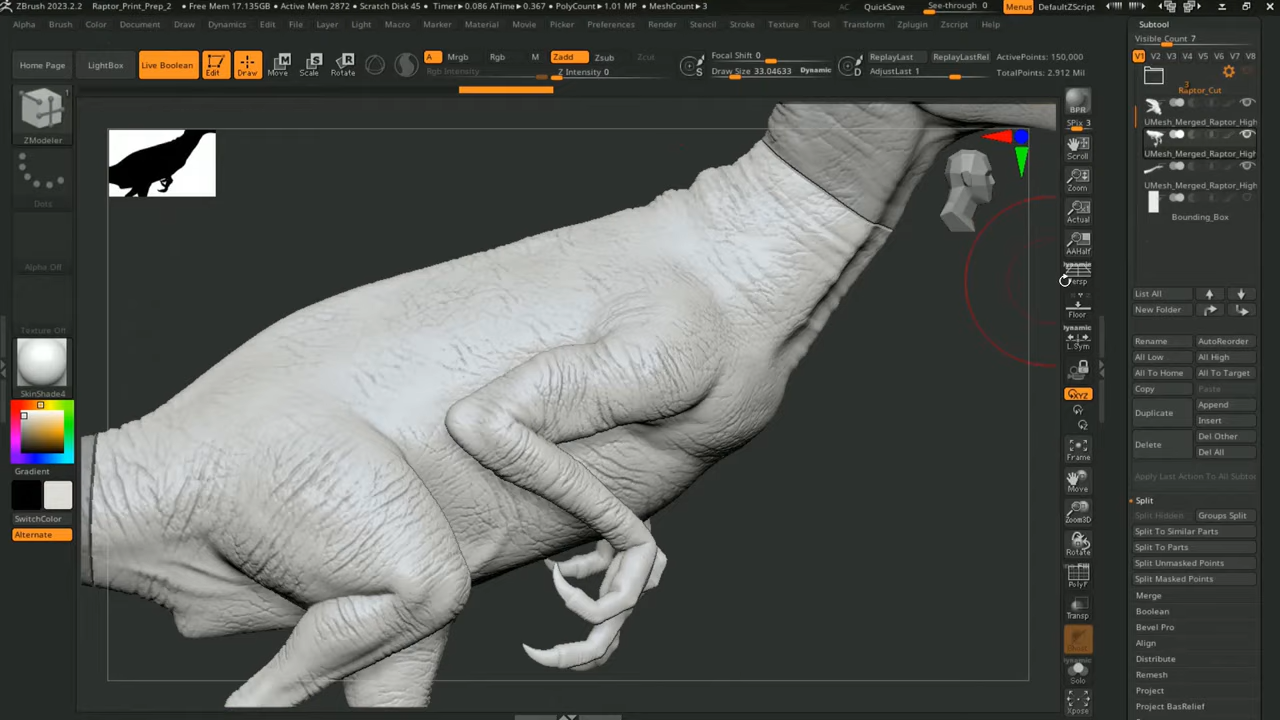 ZBrush 2023.2.2 Raptor_Print_Prep_2 • Free Mem 17.135GB • Active Mem 2872 • Scratch Disk 45 • Timer▸0.086 ATime▸0.367 • PolyCount▸1.01 MP • MeshCount▸3 AC QuickSave See-through 0 Menus DefaultZScript
Alpha Brush Color Document Draw Dynamics Edit File Layer Light Macro Marker Material Movie Picker Preferences Render Stencil Stroke Texture Tool Transform Zplugin Zscript Help
Home Page LightBox Live Boolean Edit Draw Move Scale Rotate
A Mrgb Rgb M Zadd Zsub Zcut
Rgb Intensity Z Intensity 0
Focal Shift 0
Draw Size 33.04633 Dynamic
S D
ReplayLast ReplayLastRel
AdjustLast 1
ActivePoints: 150,000
TotalPoints: 2.912 Mil
1
ZModeler
Dots
Alpha Off
Texture Off
SkinShade4
Gradient
SwitchColor
Alternate
BPR
SPix 3
Scroll
Zoom
Actual
AAHalf
Dynamic
Persp
Floor
Dynamic
L.Sym
XYZ
Y
Z
Frame
Move
Zoom3D
Rotate
PolyF
Transp
Ghost
Dynamic
Solo
Xpose
Subtool
Visible Count 7
V1 V2 V3 V4 V5 V6 V7 V8
3
Raptor_Cut
UMesh_Merged_Raptor_High
UMesh_Merged_Raptor_High
UMesh_Merged_Raptor_High
Bounding_Box
List All
New Folder
Rename AutoReorder
All Low All High
All To Home All To Target
Copy Paste
Duplicate Append
Insert
Delete Del Other
Del All
Apply Last Action To All Subtoo
Split
Split Hidden Groups Split
Split To Similar Parts
Split To Parts
Split Unmasked Points
Split Masked Points
Merge
Boolean
Bevel Pro
Align
Distribute
Remesh
Project
Project BasRelief